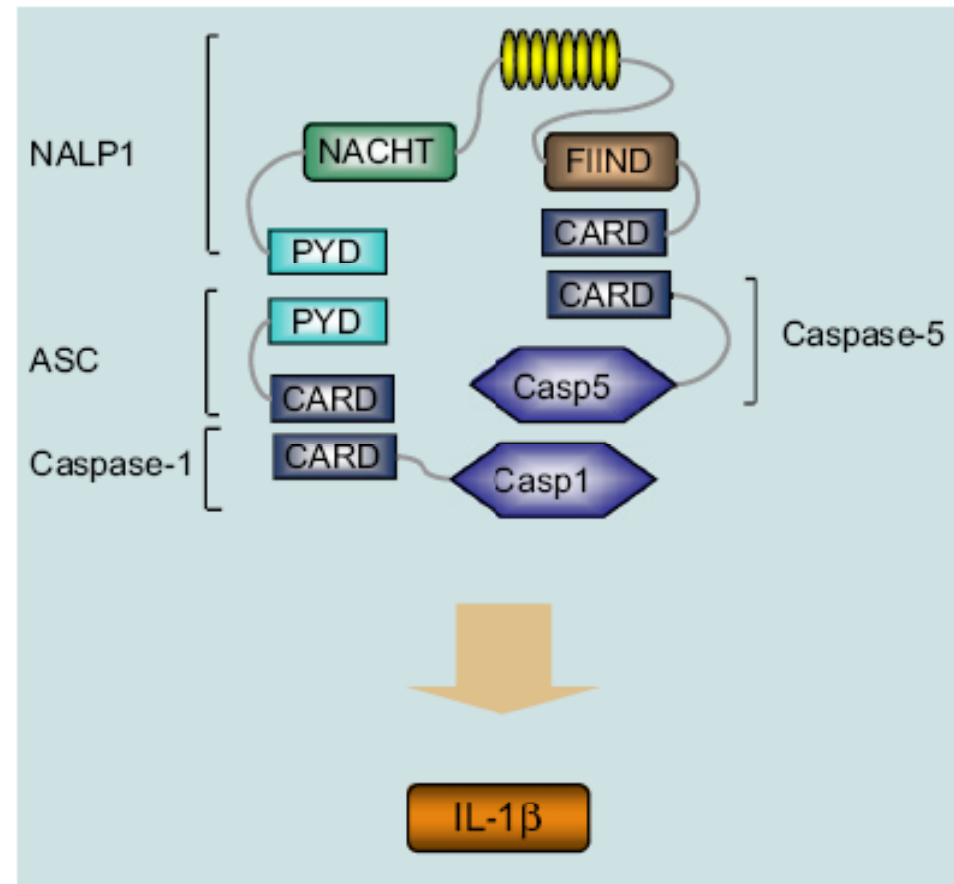 NALP1
NACHT
FIIND
CARD
PYD
CARD
PYD
Caspase-5
ASC
Casp5
CARD
CARD
Caspase-1
Casp1
IL-1β